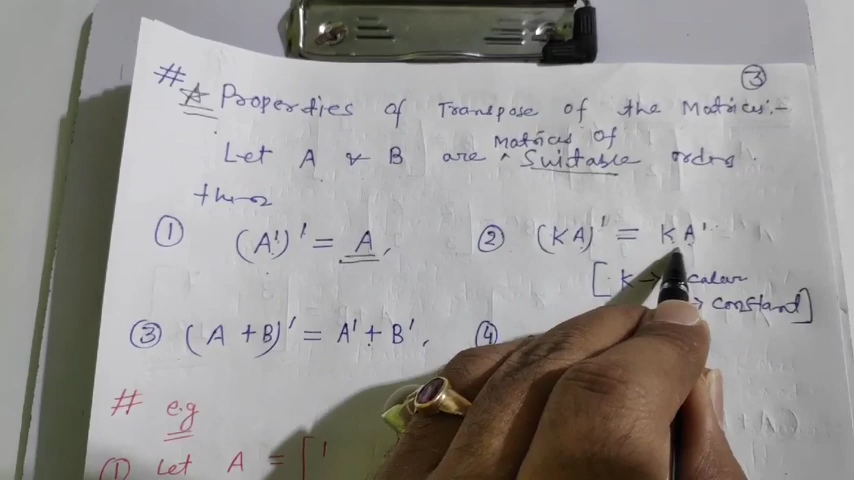 ③
# ☆ Properties of Transpose of the Matrices:-
Let A & B are ^ Matrices of Suitable orders.
then
① (A')' = A, ② (KA)' = KA'
[K → calar
→ constant]
③ (A + B)' = A' + B', ④
# e.g
① Let A = [1